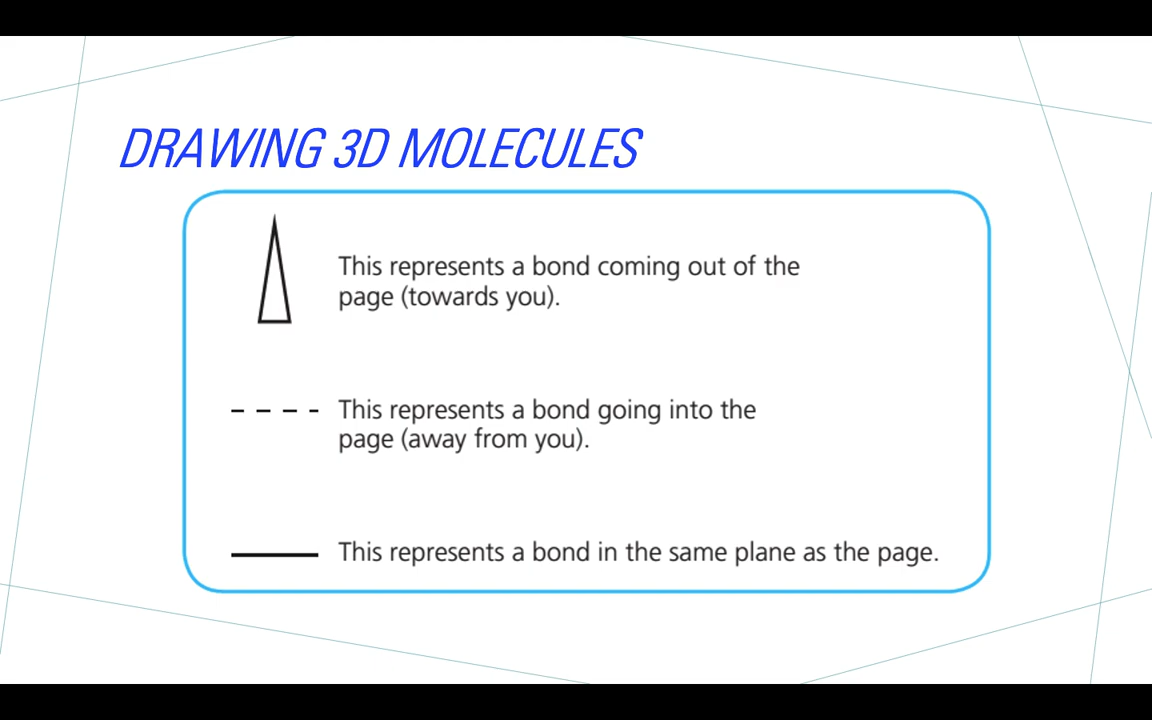 DRAWING 3D MOLECULES
This represents a bond coming out of the
page (towards you).
This represents a bond going into the
page (away from you).
This represents a bond in the same plane as the page.